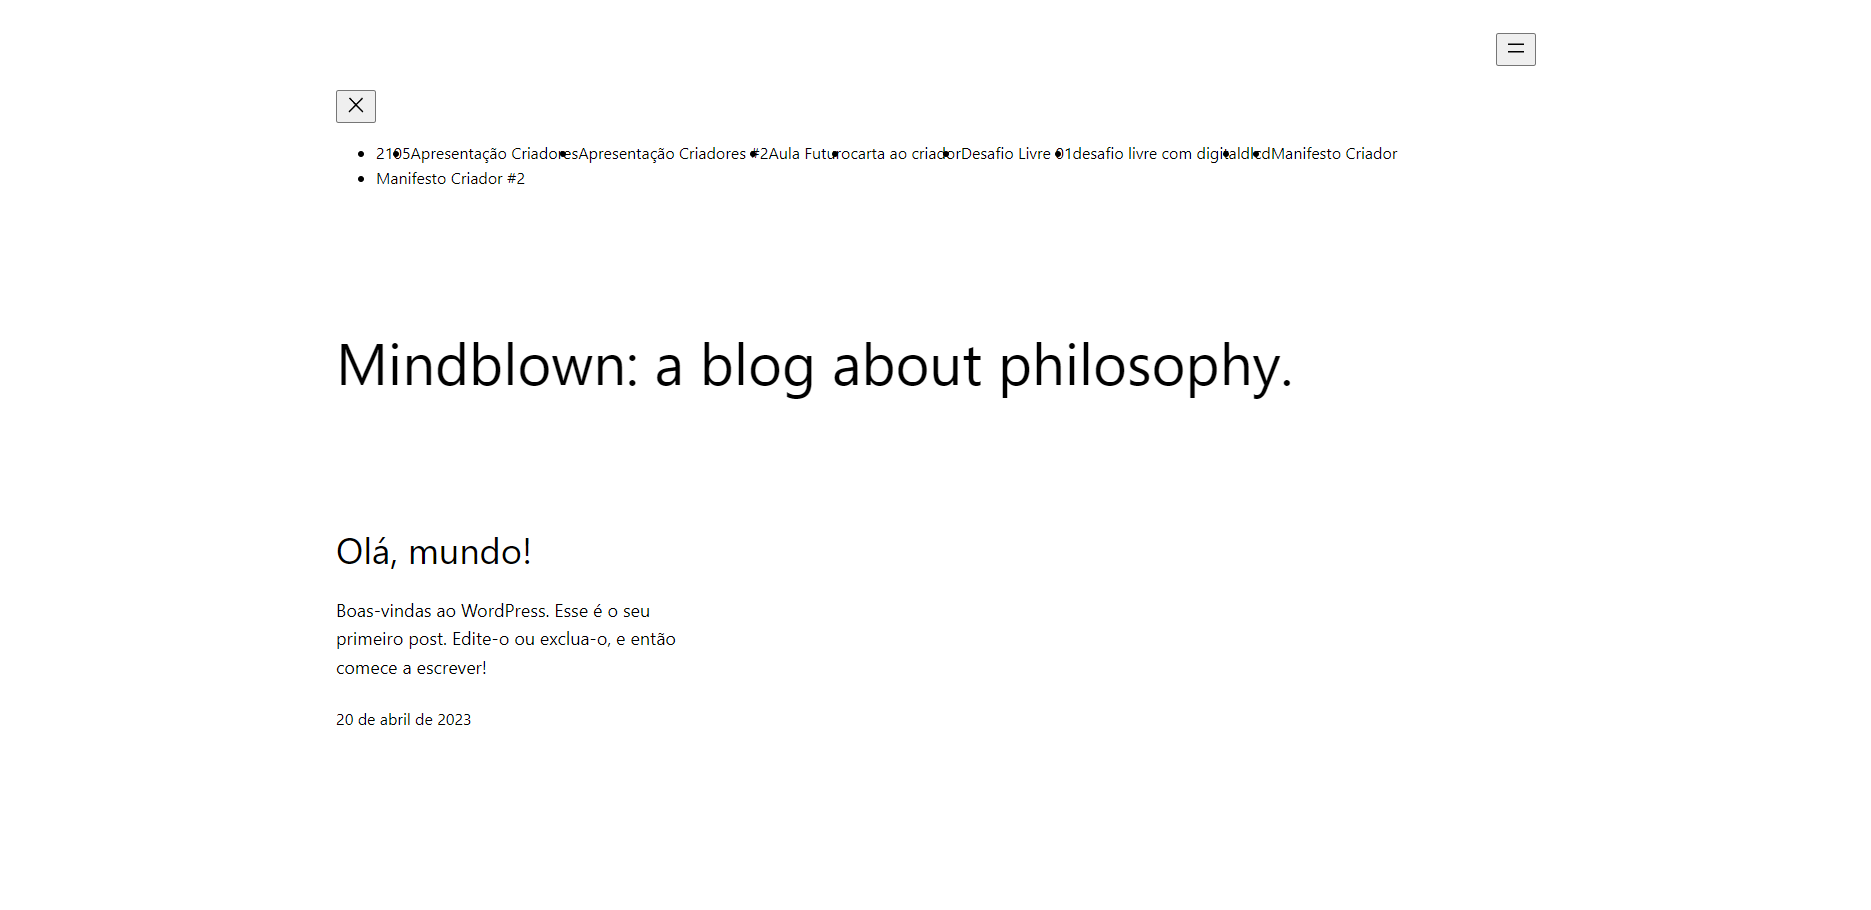 2105Apresentação CriadoresApresentação Criadores #2Aula Futurocarta ao criadorDesafio Livre 01desafio livre com digitaldlcdManifesto Criador
Manifesto Criador #2
Mindblown: a blog about philosophy.
Olá, mundo!
Boas-vindas ao WordPress. Esse é o seu
primeiro post. Edite-o ou exclua-o, e então
comece a escrever!
20 de abril de 2023